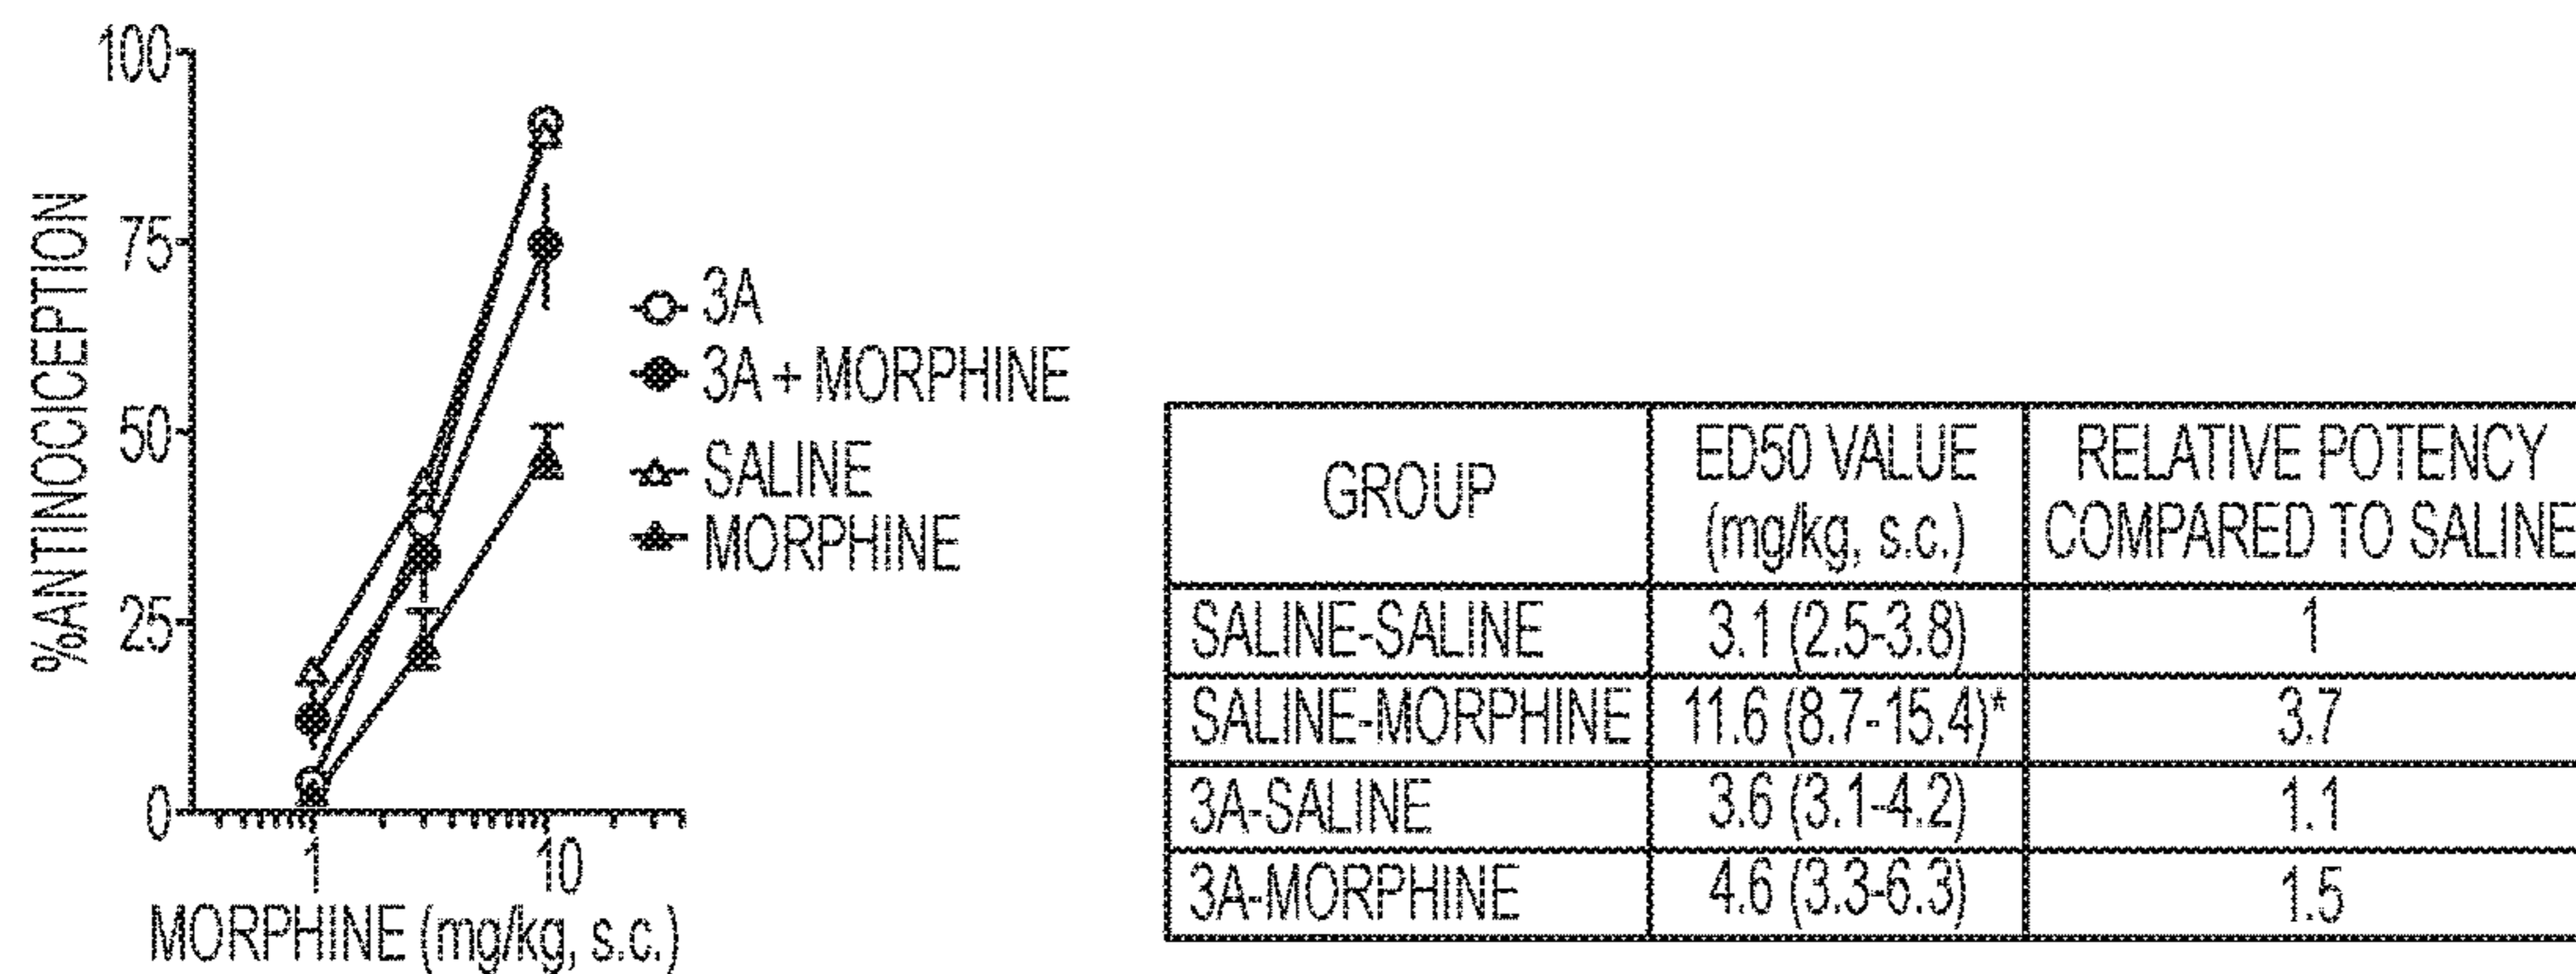 100
75
50
25
0
%ANTINOCICEPTION
1
10
MORPHINE (mg/kg, s.c.)
3A
3A + MORPHINE
SALINE
MORPHINE
GROUP
ED50 VALUE
(mg/kg, s.c.)
RELATIVE POTENCY
COMPARED TO SALINE
SALINE-SALINE 3.1 (2.5-3.8) 1
SALINE-MORPHINE 11.6 (8.7-15.4)* 3.7
3A-SALINE 3.6 (3.1-4.2) 1.1
3A-MORPHINE 4.6 (3.3-6.3) 1.5